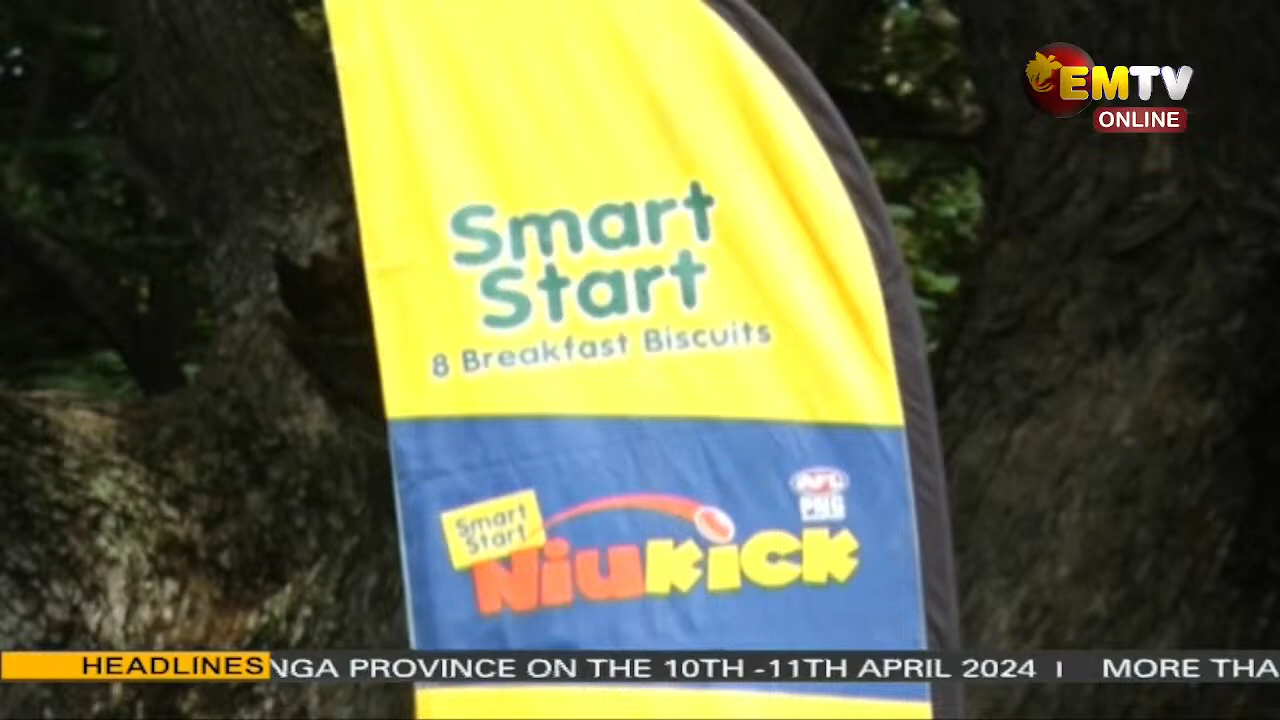 EMTV
ONLINE
Smart
Start
8 Breakfast Biscuits
AFL
PNG
Smart
Start
Niukick
HEADLINES
NGA PROVINCE ON THE 10TH -11TH APRIL 2024 | MORE THA